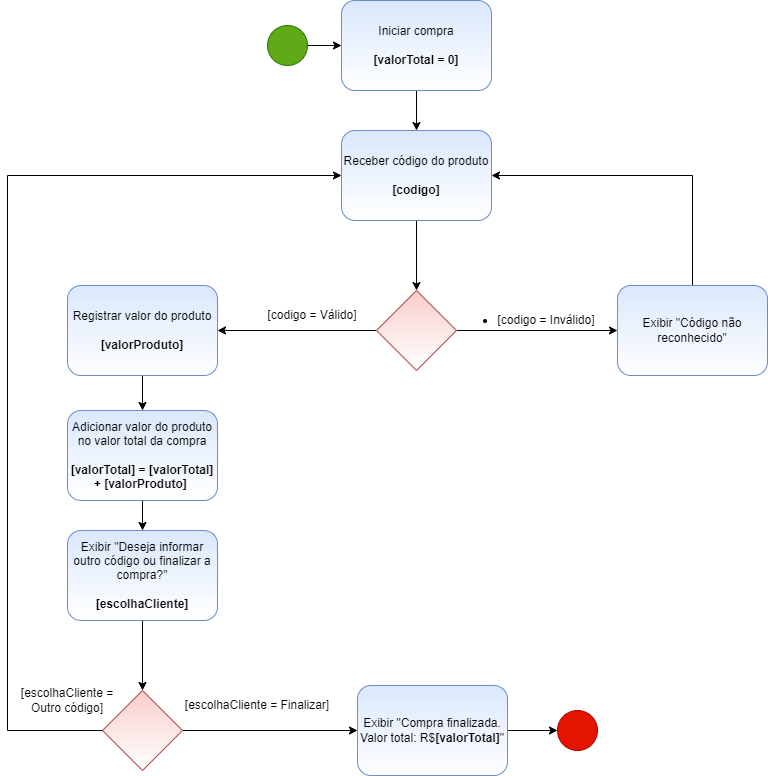 Iniciar compra
[valorTotal = 0]
Receber código do produto
[codigo]
[codigo = Válido]
• [codigo = Inválido]
Registrar valor do produto
[valorProduto]
Exibir "Código não
reconhecido"
Adicionar valor do produto
no valor total da compra
[valorTotal] = [valorTotal]
+ [valorProduto]
Exibir "Deseja informar
outro código ou finalizar a
compra?"
[escolhaCliente]
[escolhaCliente =
Outro código]
[escolhaCliente = Finalizar]
Exibir "Compra finalizada.
Valor total: R$[valorTotal]"